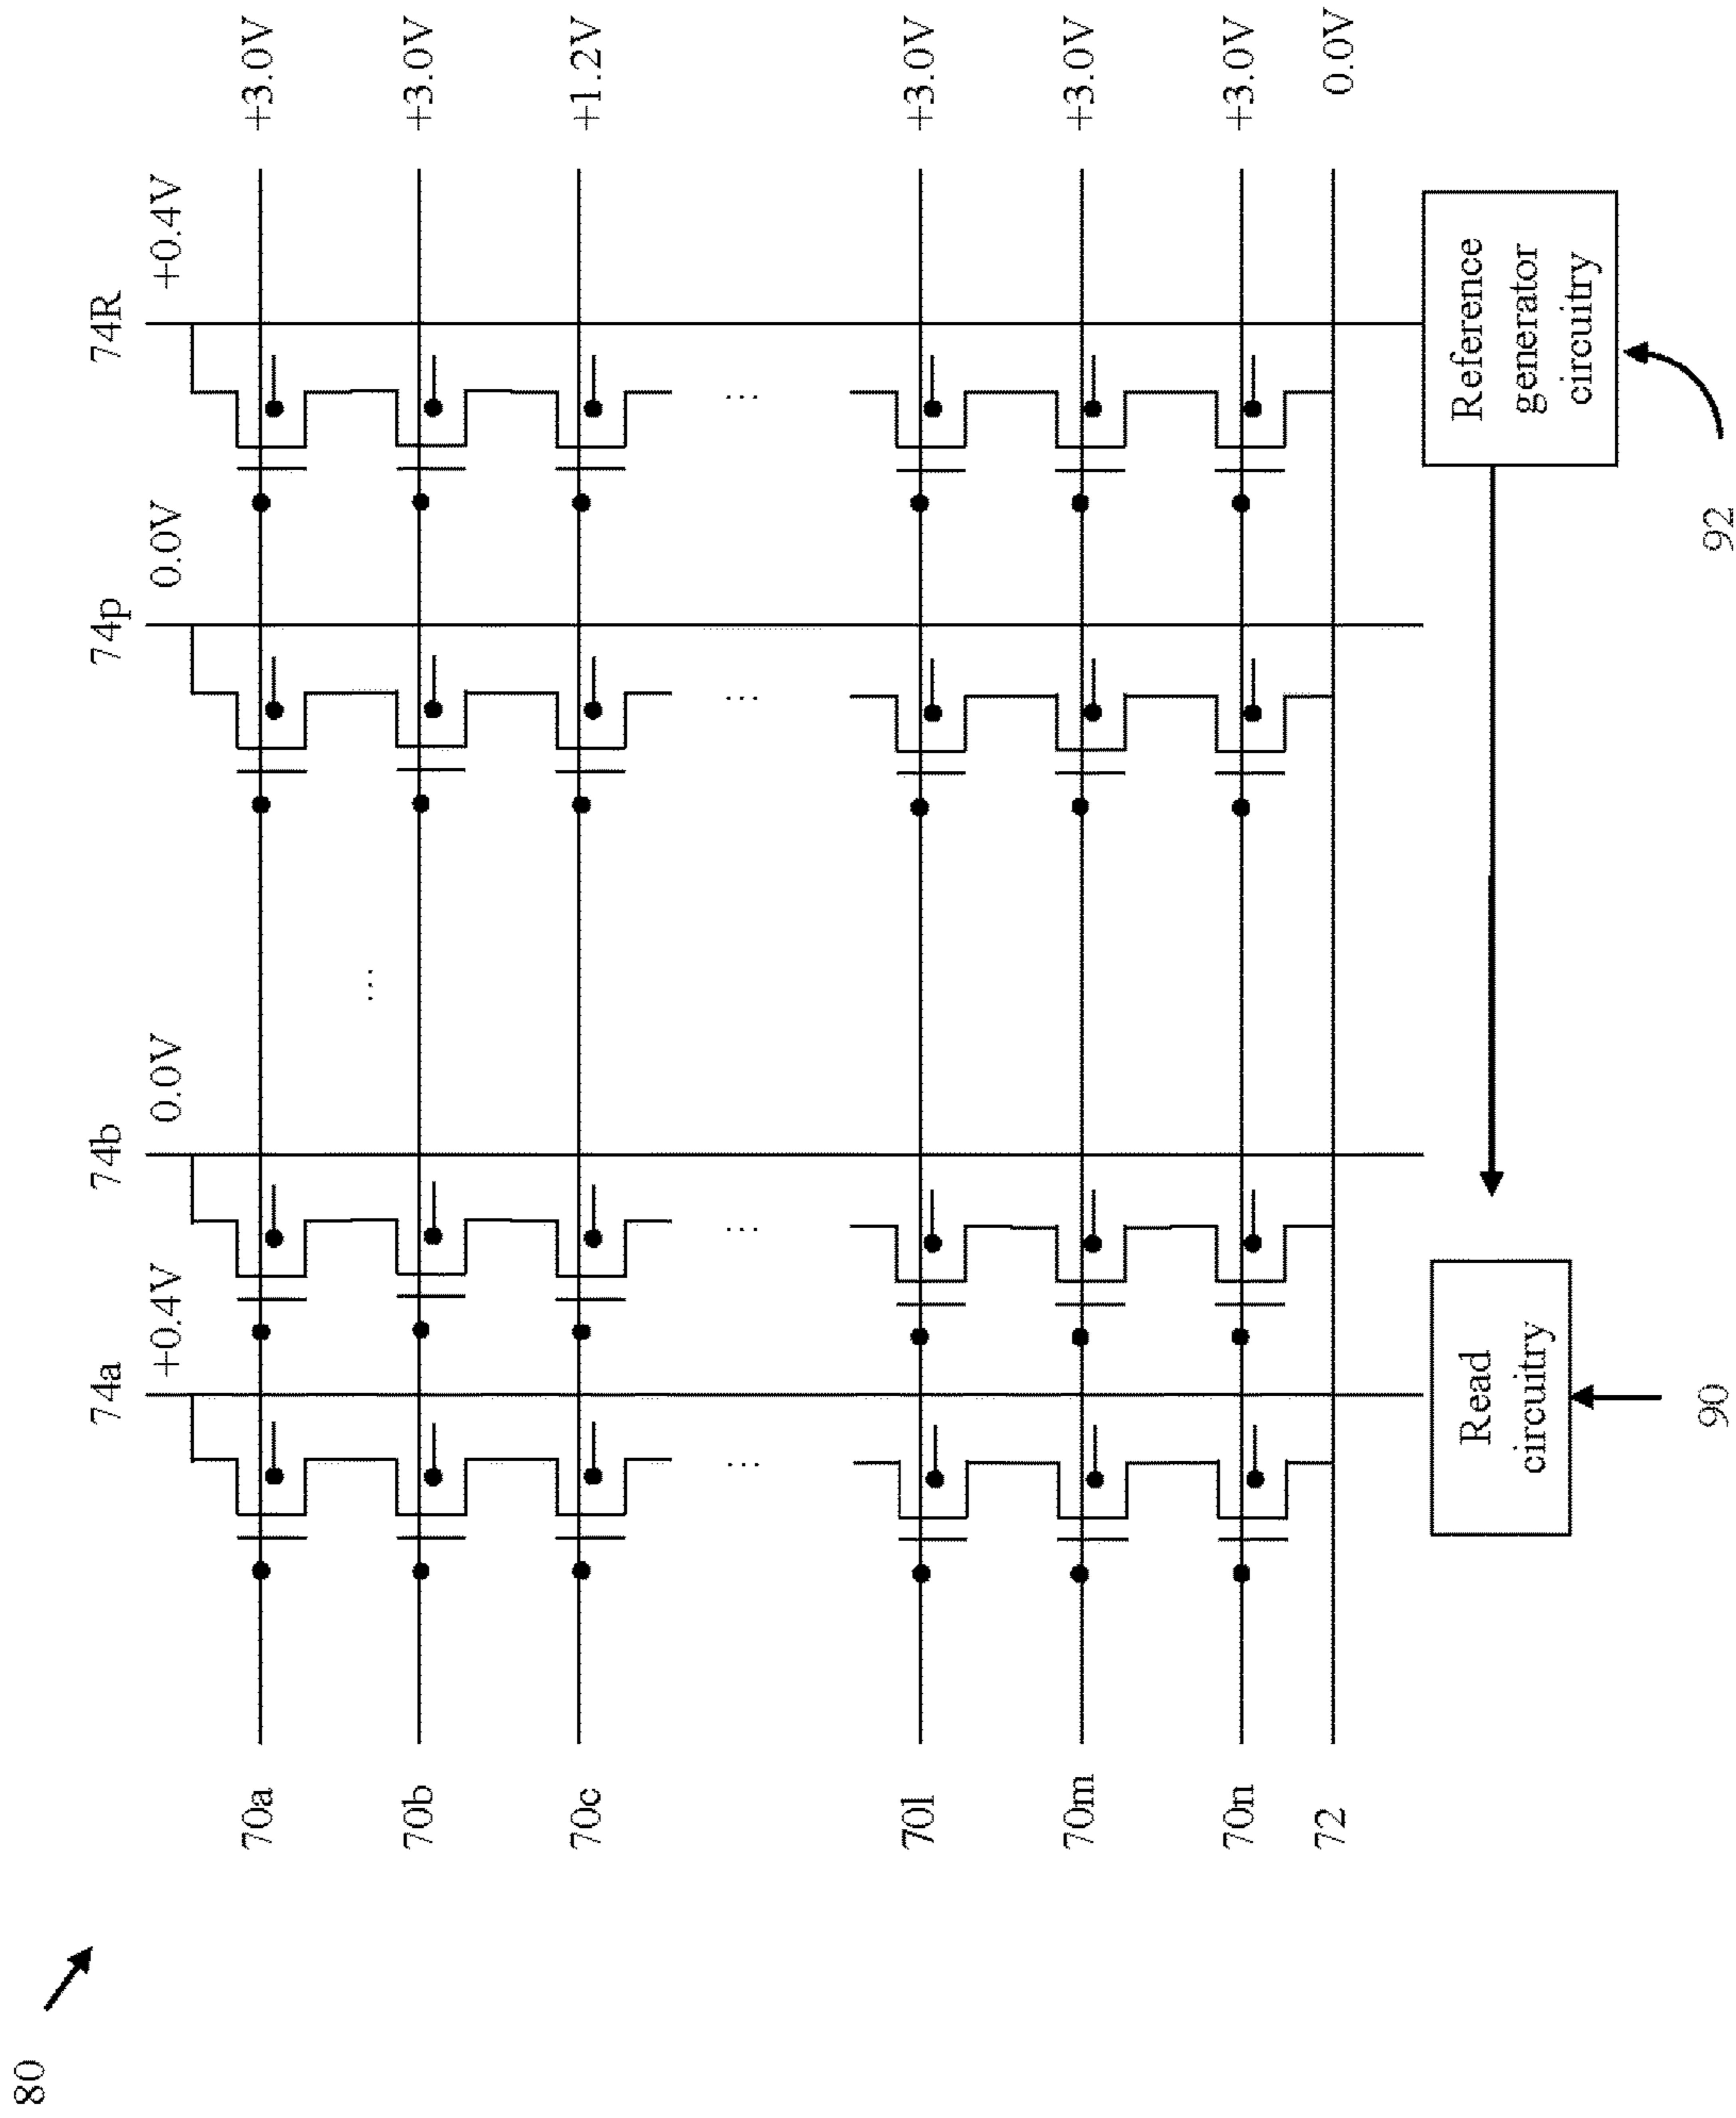 80
74a
+0.4V
74b
0.0V
74p
0.0V
74R
+0.4V
...
70a
+3.0V
70b
+3.0V
70c
+1.2V
...
...
...
...
70l
+3.0V
70m
+3.0V
70n
+3.0V
72
0.0V
Read
circuitry
Reference
generator
circuitry
90
92